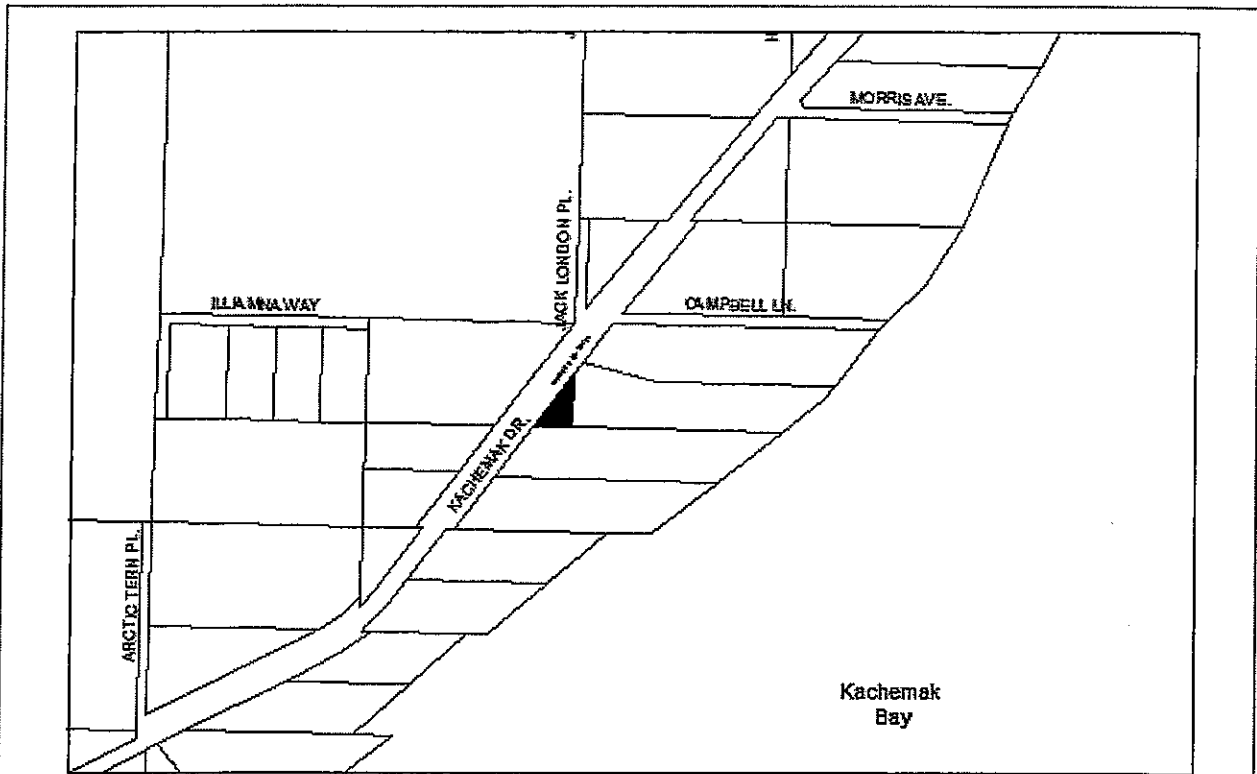 MORRIS AVE.
JACK LONDON PL.
ILIAMNA WAY
CAMPBELL LN.
KACHEMAK DR.
ARCTIC TERN PL.
Kachemak
Bay